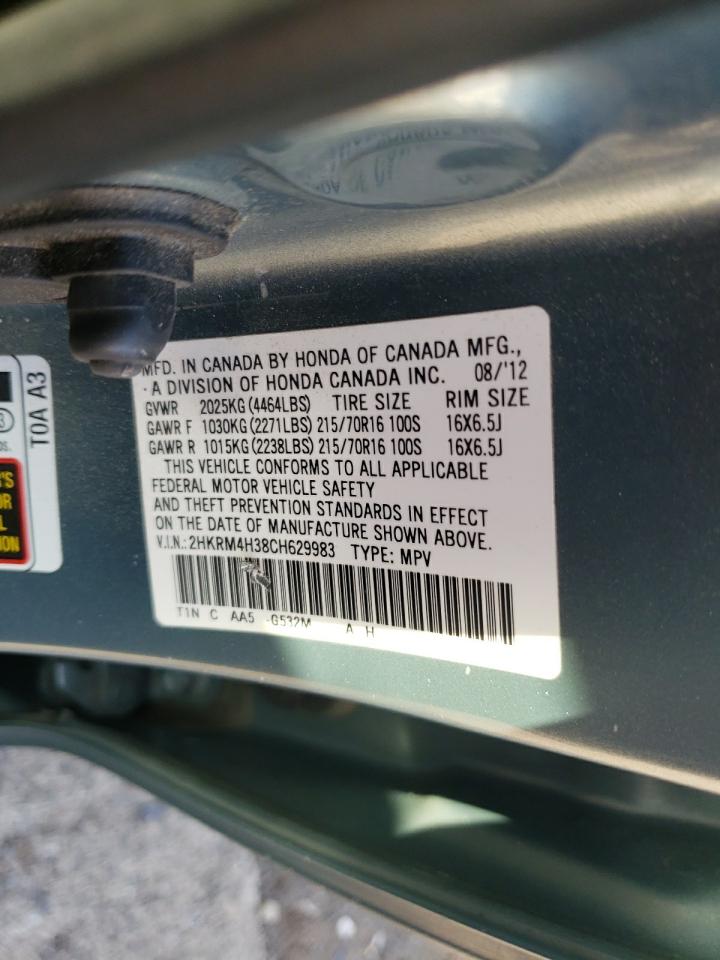 MFD. IN CANADA BY HONDA OF CANADA MFG.,
- A DIVISION OF HONDA CANADA INC. 08/'12
GVWR 2025KG (4464LBS) TIRE SIZE RIM SIZE
GAWR F 1030KG (2271LBS) 215/70R16 100S 16X6.5J
GAWR R 1015KG (2238LBS) 215/70R16 100S 16X6.5J
THIS VEHICLE CONFORMS TO ALL APPLICABLE
FEDERAL MOTOR VEHICLE SAFETY
AND THEFT PREVENTION STANDARDS IN EFFECT
ON THE DATE OF MANUFACTURE SHOWN ABOVE.
V.I.N.: 2HKRM4H38CH629983 TYPE: MPV
T1N C AA5 -G532M A H
T0A A3